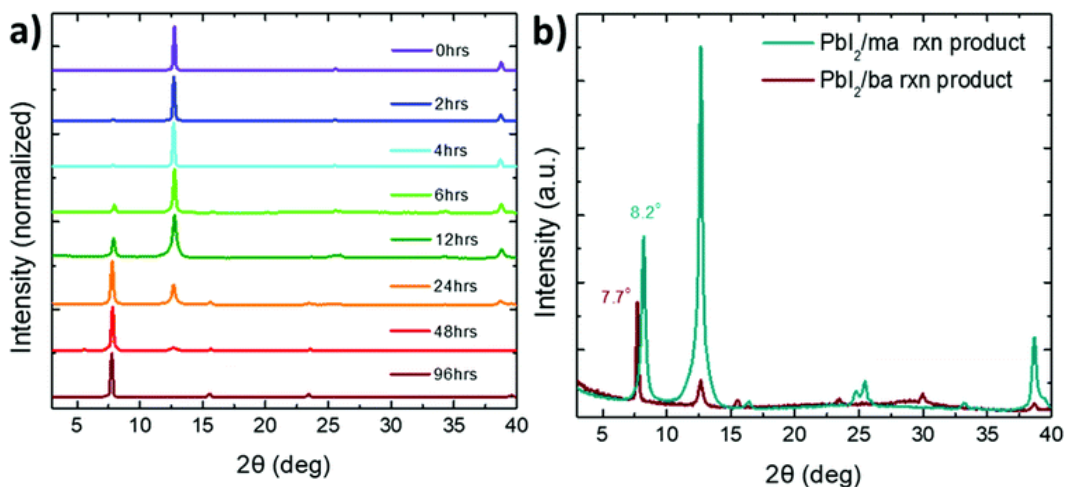 a)
Intensity (normalized)
0hrs
2hrs
4hrs
6hrs
12hrs
24hrs
48hrs
96hrs
5 10 15 20 25 30 35 40
2θ (deg)
b)
Intensity (a.u.)
PbI₂/ma rxn product
PbI₂/ba rxn product
8.2°
7.7°
5 10 15 20 25 30 35 40
2θ (deg)